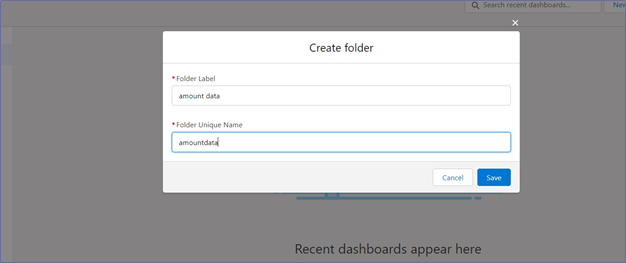 Search recent dashboards...
New
×
Create folder
* Folder Label
amount data
* Folder Unique Name
amountdata
Cancel
Save
Recent dashboards appear here